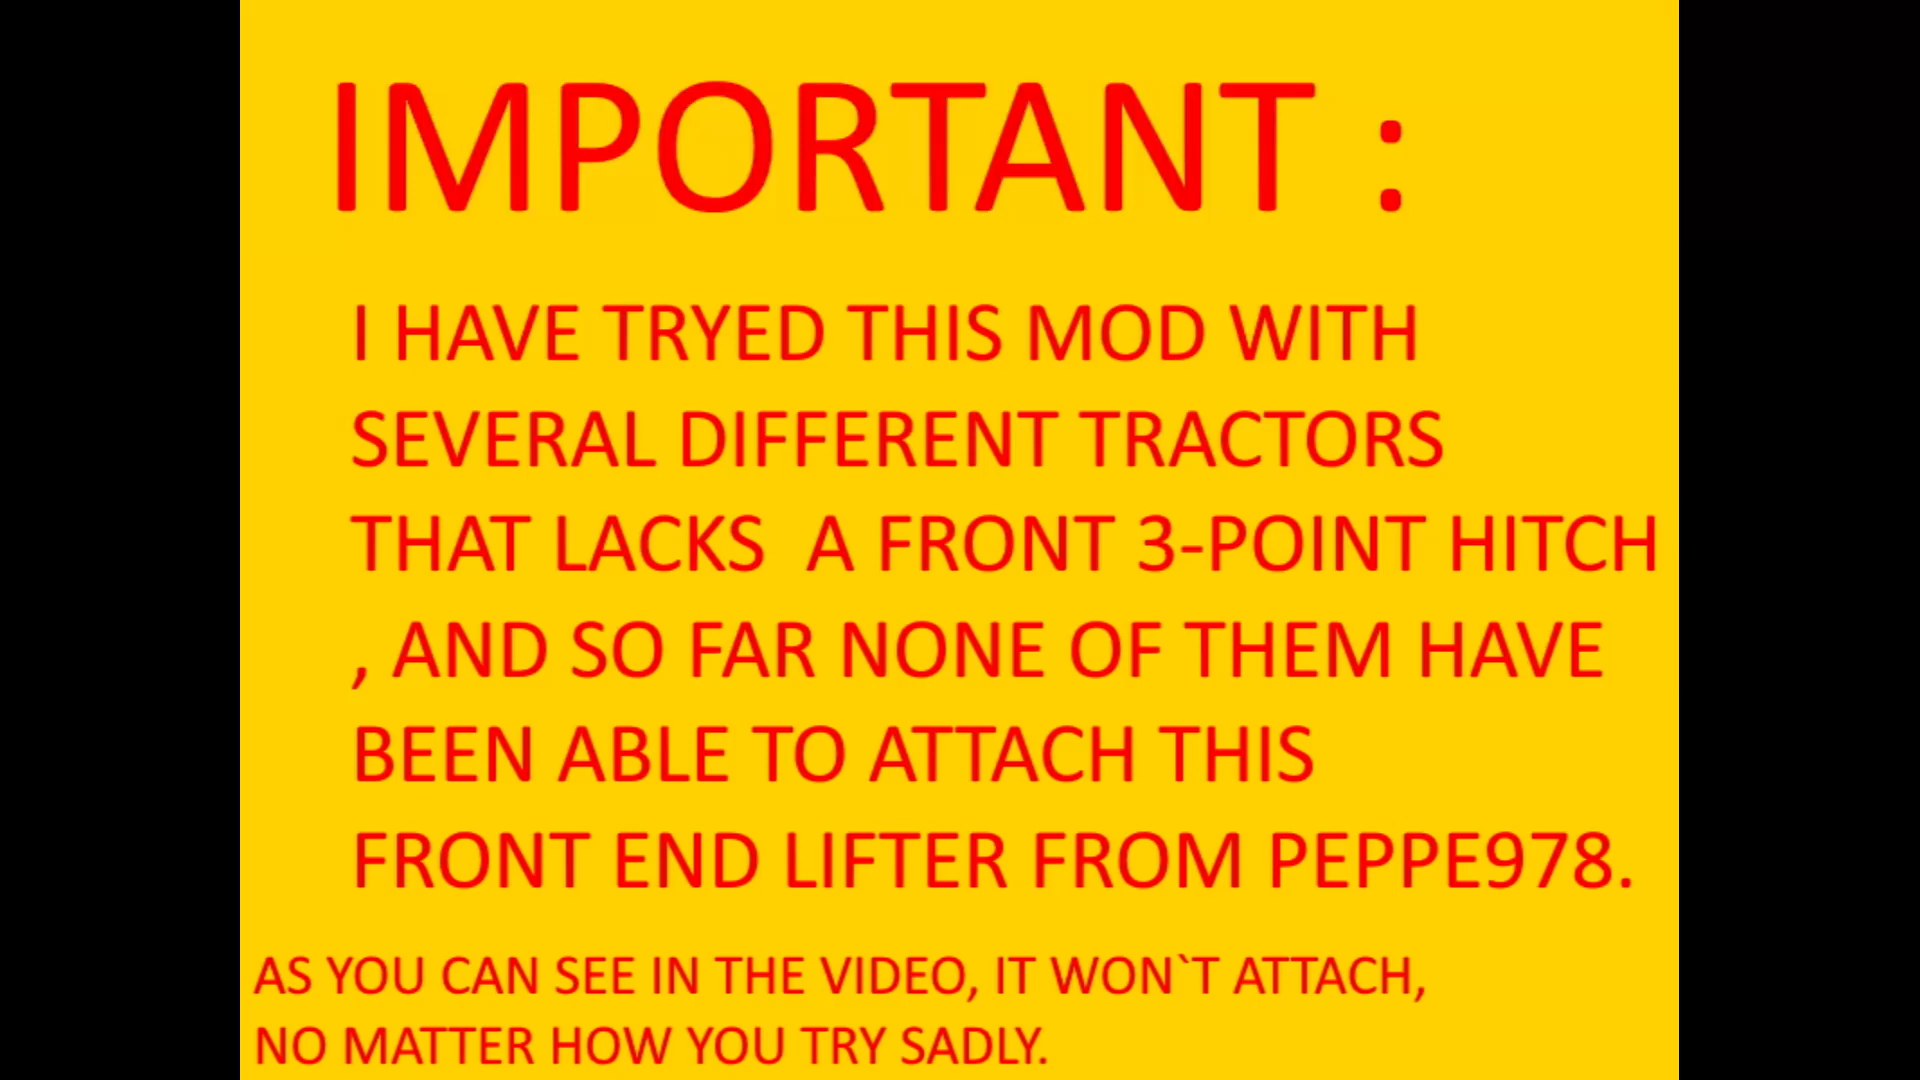 IMPORTANT :
I HAVE TRYED THIS MOD WITH
SEVERAL DIFFERENT TRACTORS
THAT LACKS  A FRONT 3-POINT HITCH
, AND SO FAR NONE OF THEM HAVE
BEEN ABLE TO ATTACH THIS
FRONT END LIFTER FROM PEPPE978.
AS YOU CAN SEE IN THE VIDEO, IT WON`T ATTACH,
NO MATTER HOW YOU TRY SADLY.